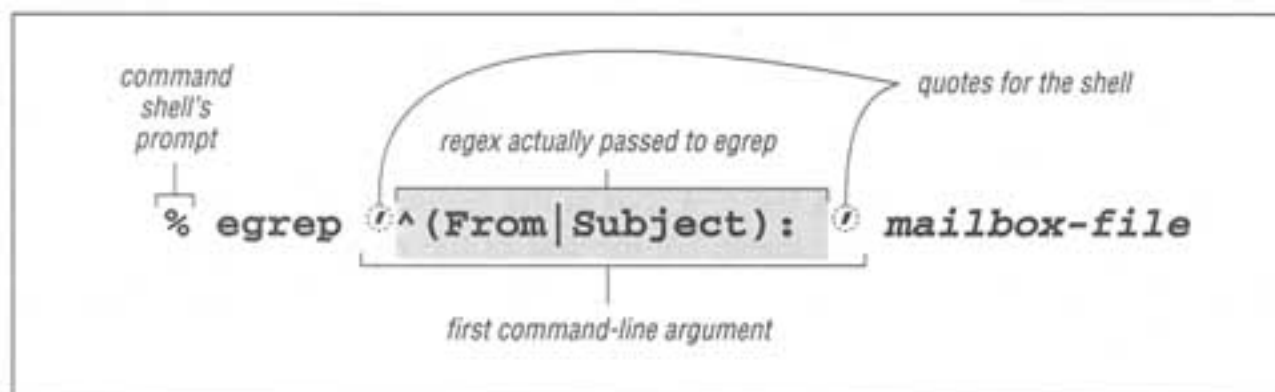 command
shell's
prompt
quotes for the shell
regex actually passed to egrep
% egrep '^(From|Subject): ' mailbox-file
first command-line argument